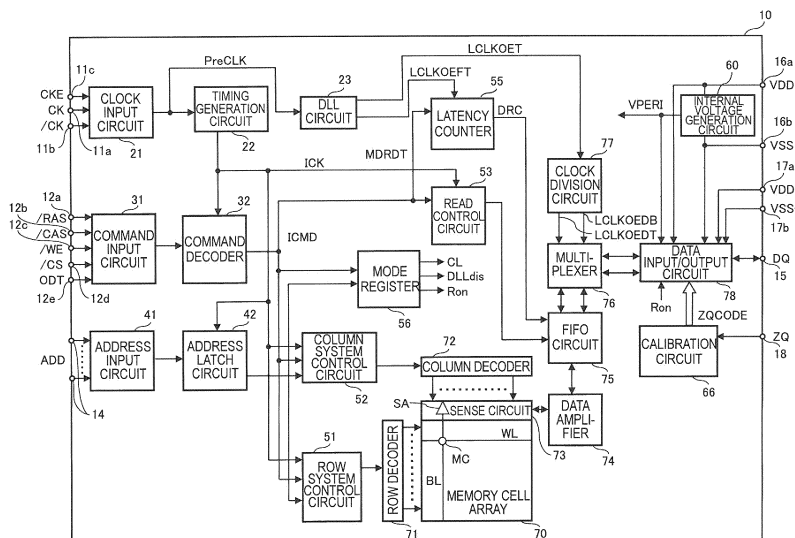 10
PreCLK
LCLKOET
LCLKOEFT
CKE
11c
CK
/CK
11b
11a
CLOCK
INPUT
CIRCUIT
21
TIMING
GENERATION
CIRCUIT
22
23
DLL
CIRCUIT
55
LATENCY
COUNTER
DRC
MDRDT
ICK
60
INTERNAL
VOLTAGE
GENERATION
CIRCUIT
VPERI
16a
VDD
16b
VSS
17a
VDD
VSS
17b
77
CLOCK
DIVISION
CIRCUIT
LCLKOEDB
LCLKOEDT
53
READ
CONTROL
CIRCUIT
12a
/RAS
12b
/CAS
12c
/WE
/CS
12d
ODT
12e
31
COMMAND
INPUT
CIRCUIT
32
COMMAND
DECODER
ICMD
MODE
REGISTER
56
CL
DLLdis
Ron
MULTI-
PLEXER
76
DATA
INPUT/OUTPUT
CIRCUIT
78
DQ
15
Ron
ZQCODE
ZQ
18
CALIBRATION
CIRCUIT
66
FIFO
CIRCUIT
75
ADD
14
41
ADDRESS
INPUT
CIRCUIT
42
ADDRESS
LATCH
CIRCUIT
COLUMN
SYSTEM
CONTROL
CIRCUIT
52
72
COLUMN DECODER
SA
SENSE CIRCUIT
73
DATA
AMPLI-
FIER
74
51
ROW
SYSTEM
CONTROL
CIRCUIT
ROW DECODER
71
WL
MC
BL
MEMORY CELL
ARRAY
70